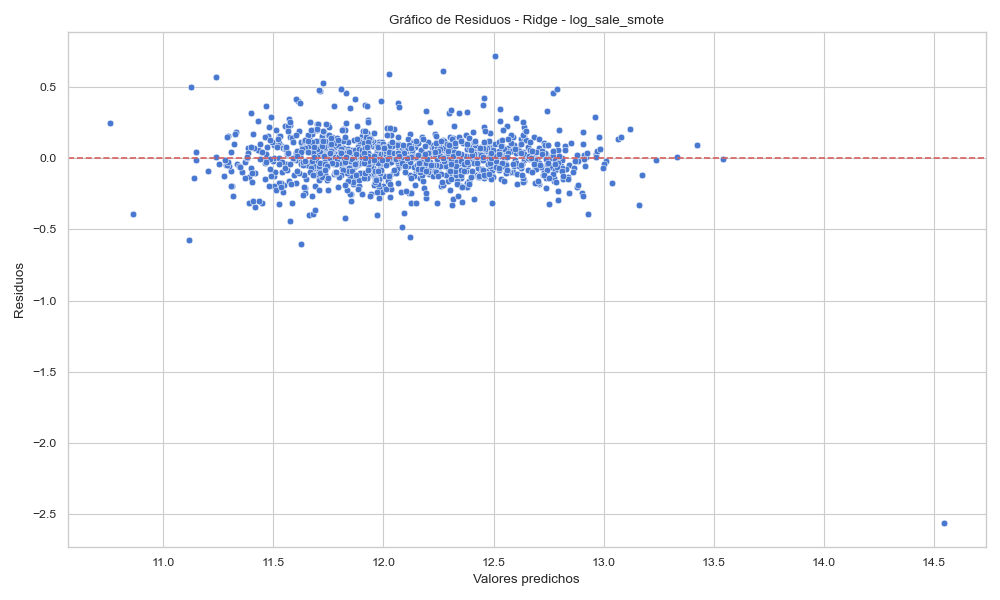 Gráfico de Residuos - Ridge - log_sale_smote
0.5
0.0
−0.5
−1.0
−1.5
−2.0
−2.5
Residuos
11.0 11.5 12.0 12.5 13.0 13.5 14.0 14.5
Valores predichos